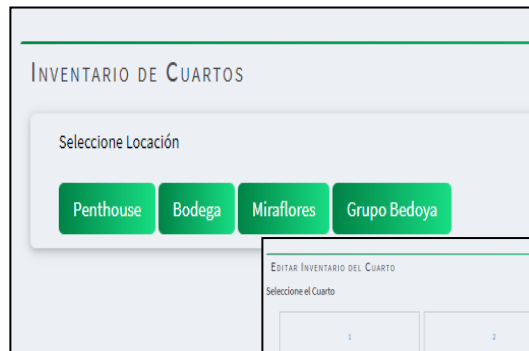 Inventario de Cuartos
Seleccione Locación
Penthouse Bodega Miraflores Grupo Bedoya
Editar Inventario del Cuarto
Seleccione el Cuarto
1 2